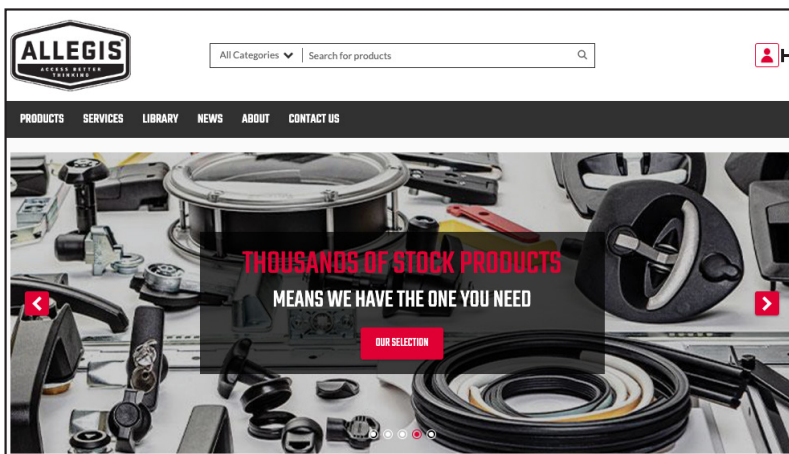 ALLEGIS
ACCESS BETTER
THINKING
All Categories
Search for products
PRODUCTS SERVICES LIBRARY NEWS ABOUT CONTACT US
THOUSANDS OF STOCK PRODUCTS
MEANS WE HAVE THE ONE YOU NEED
OUR SELECTION